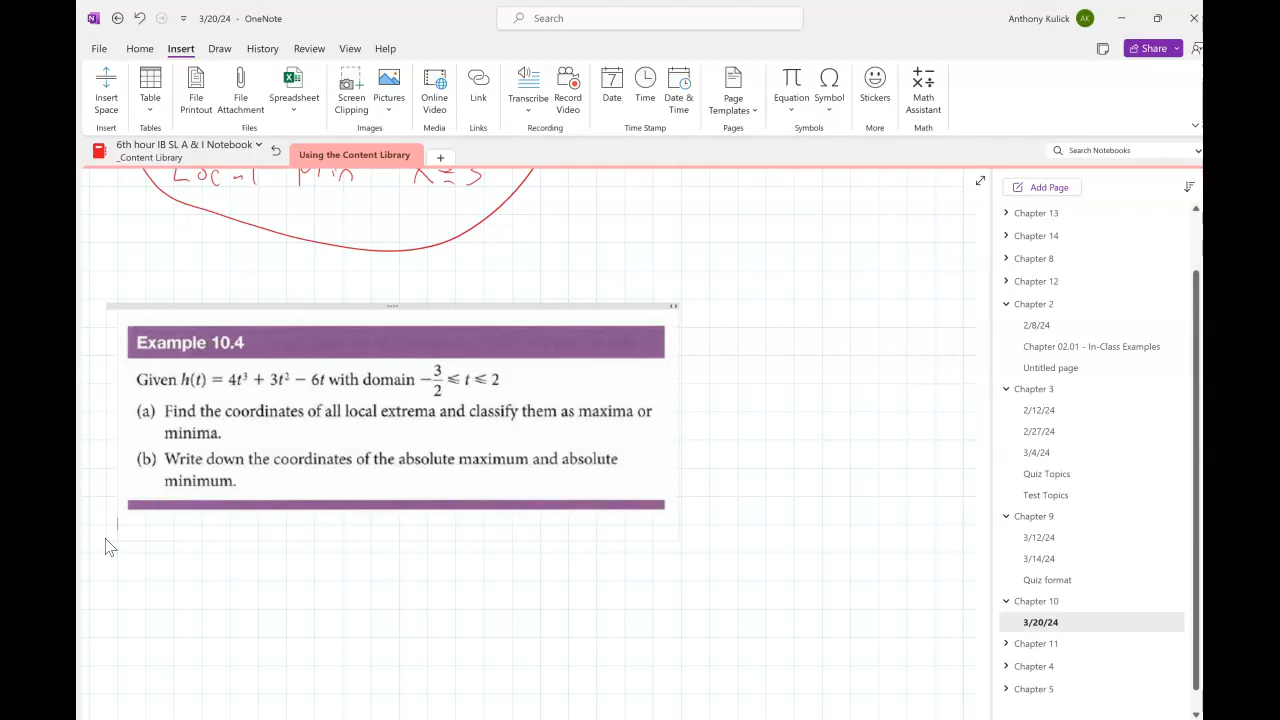 3/20/24 - OneNote
Search
Anthony Kulick
AK
File Home Insert Draw History Review View Help
Share
Insert Space
Table
File Printout
File Attachment
Spreadsheet
Screen Clipping
Pictures
Online Video
Link
Transcribe
Record Video
Date
Time
Date & Time
Page Templates
Equation
Symbol
Stickers
Math Assistant
Insert Tables Files Images Media Links Recording Time Stamp Pages Symbols More Math
6th hour IB SL A & I Notebook
_Content Library
Using the Content Library
+
Search Notebooks
Local Min x=3
Add Page
Chapter 13
Chapter 14
Chapter 8
Chapter 12
Chapter 2
2/8/24
Chapter 02.01 - In-Class Examples
Untitled page
Chapter 3
2/12/24
2/27/24
3/4/24
Quiz Topics
Test Topics
Chapter 9
3/12/24
3/14/24
Quiz format
Chapter 10
3/20/24
Chapter 11
Chapter 4
Chapter 5
Example 10.4
Given h(t) = 4t³ + 3t² − 6t with domain −3/2 ⩽ t ⩽ 2
(a) Find the coordinates of all local extrema and classify them as maxima or
minima.
(b) Write down the coordinates of the absolute maximum and absolute
minimum.